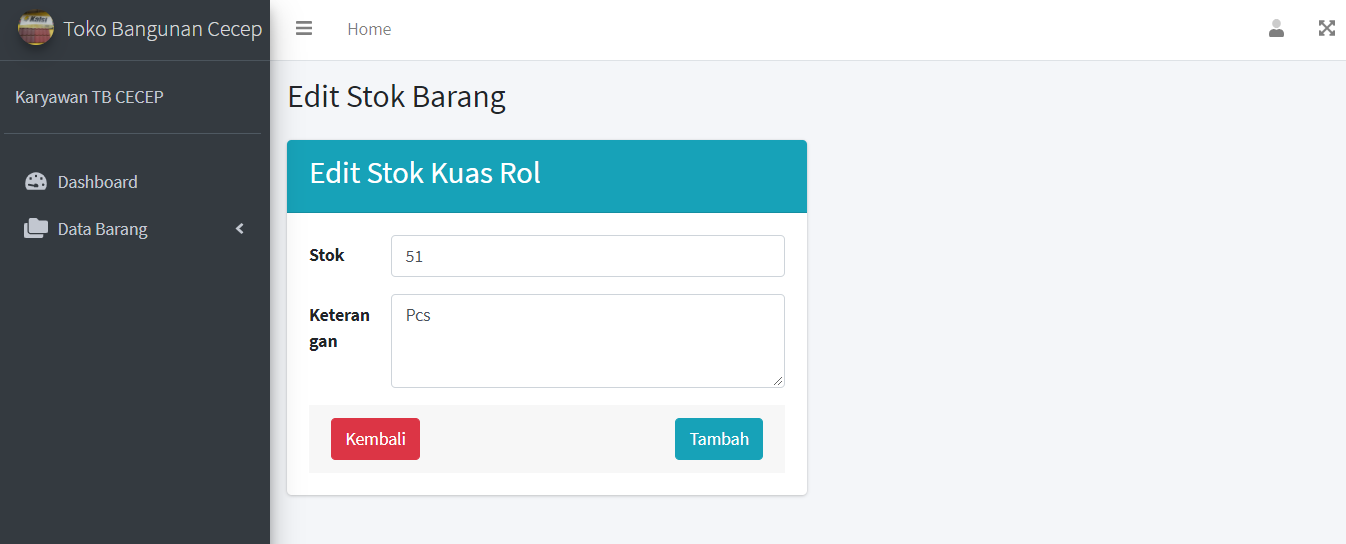 Toko Bangunan Cecep
Home
Karyawan TB CECEP
Dashboard
Data Barang
Edit Stok Barang
Edit Stok Kuas Rol
Stok
51
Keteran
gan
Pcs
Kembali
Tambah